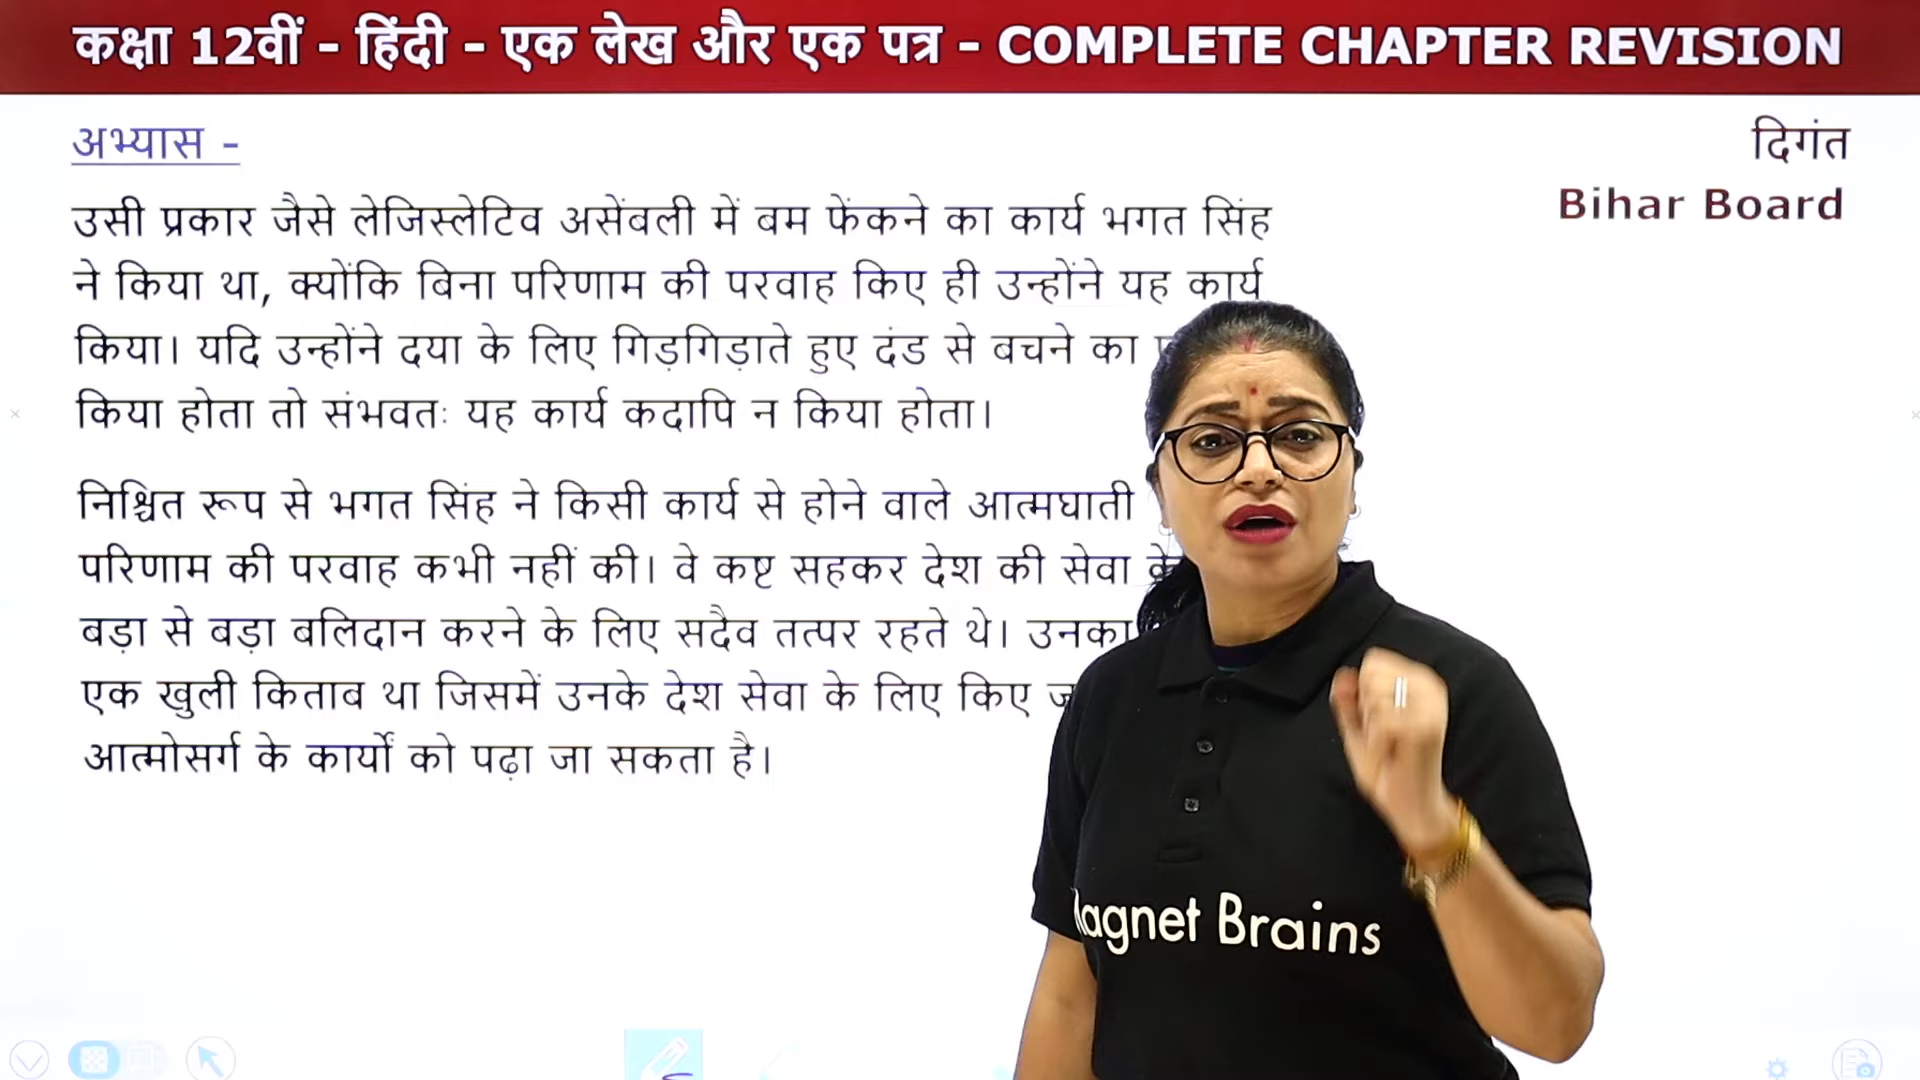 कक्षा 12वीं - हिंदी - एक लेख और एक पत्र - COMPLETE CHAPTER REVISION
अभ्यास -
दिगंत
Bihar Board
उसी प्रकार जैसे लेजिस्लेटिव असेंबली में बम फेंकने का कार्य भगत सिंह
ने किया था, क्योंकि बिना परिणाम की परवाह किए ही उन्होंने यह कार्य
किया। यदि उन्होंने दया के लिए गिड़गिड़ाते हुए दंड से बचने का
किया होता तो संभवतः यह कार्य कदापि न किया होता।
निश्चित रूप से भगत सिंह ने किसी कार्य से होने वाले आत्मघाती
परिणाम की परवाह कभी नहीं की। वे कष्ट सहकर देश की सेवा के
बड़ा से बड़ा बलिदान करने के लिए सदैव तत्पर रहते थे। उनका
एक खुली किताब था जिसमें उनके देश सेवा के लिए किए
आत्मोसर्ग के कार्यों को पढ़ा जा सकता है।
Brains